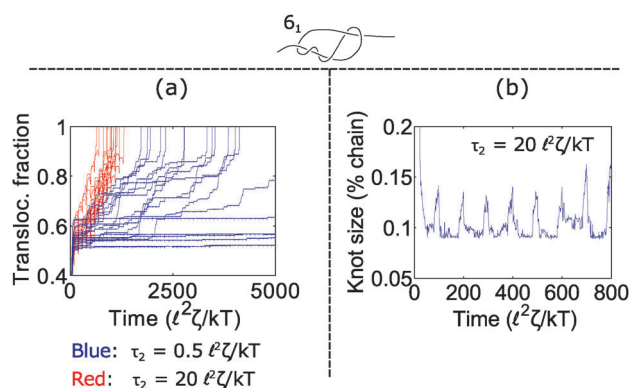 6₁
(a)
(b)
Transloc. fraction
1
0.8
0.6
0.4
0
2500
5000
Time (ℓ²ζ/kT)
Blue: τ₂ = 0.5 ℓ²ζ/kT
Red: τ₂ = 20 ℓ²ζ/kT
Knot size (% chain)
0.2
0.15
0.1
0.05
τ₂ = 20 ℓ²ζ/kT
0
200
400
600
800
Time (ℓ²ζ/kT)